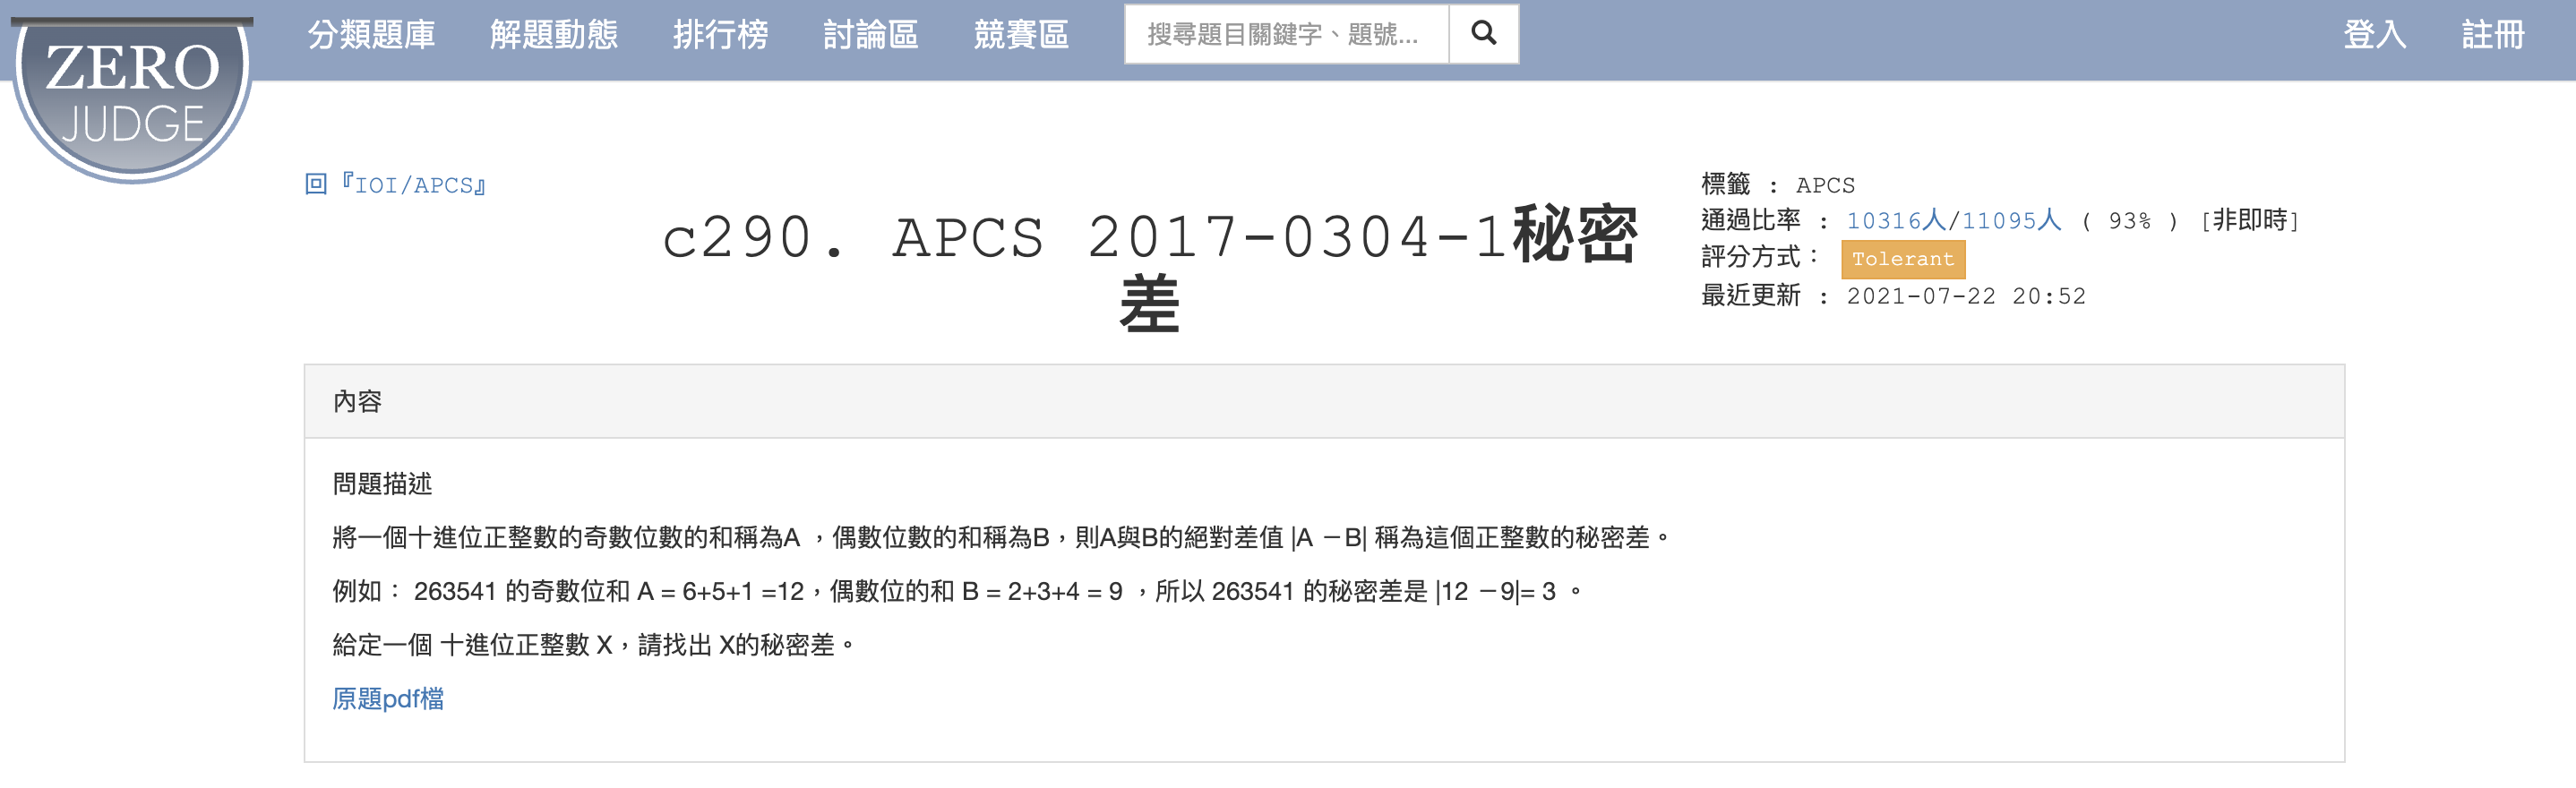 ZERO
JUDGE
分類題庫 解題動態 排行榜 討論區 競賽區 搜尋題目關鍵字、題號... 登入 註冊
回『IOI/APCS』
c290. APCS 2017-0304-1秘密
差
標籤 : APCS
通過比率 : 10316人/11095人 ( 93% ) [非即時]
評分方式： Tolerant
最近更新 : 2021-07-22 20:52
內容
問題描述
將一個十進位正整數的奇數位數的和稱為A ，偶數位數的和稱為B，則A與B的絕對差值 |A －B| 稱為這個正整數的秘密差。
例如： 263541 的奇數位和 A = 6+5+1 =12，偶數位的和 B = 2+3+4 = 9 ，所以 263541 的秘密差是 |12 －9|= 3 。
給定一個 十進位正整數 X，請找出 X的秘密差。
原題pdf檔